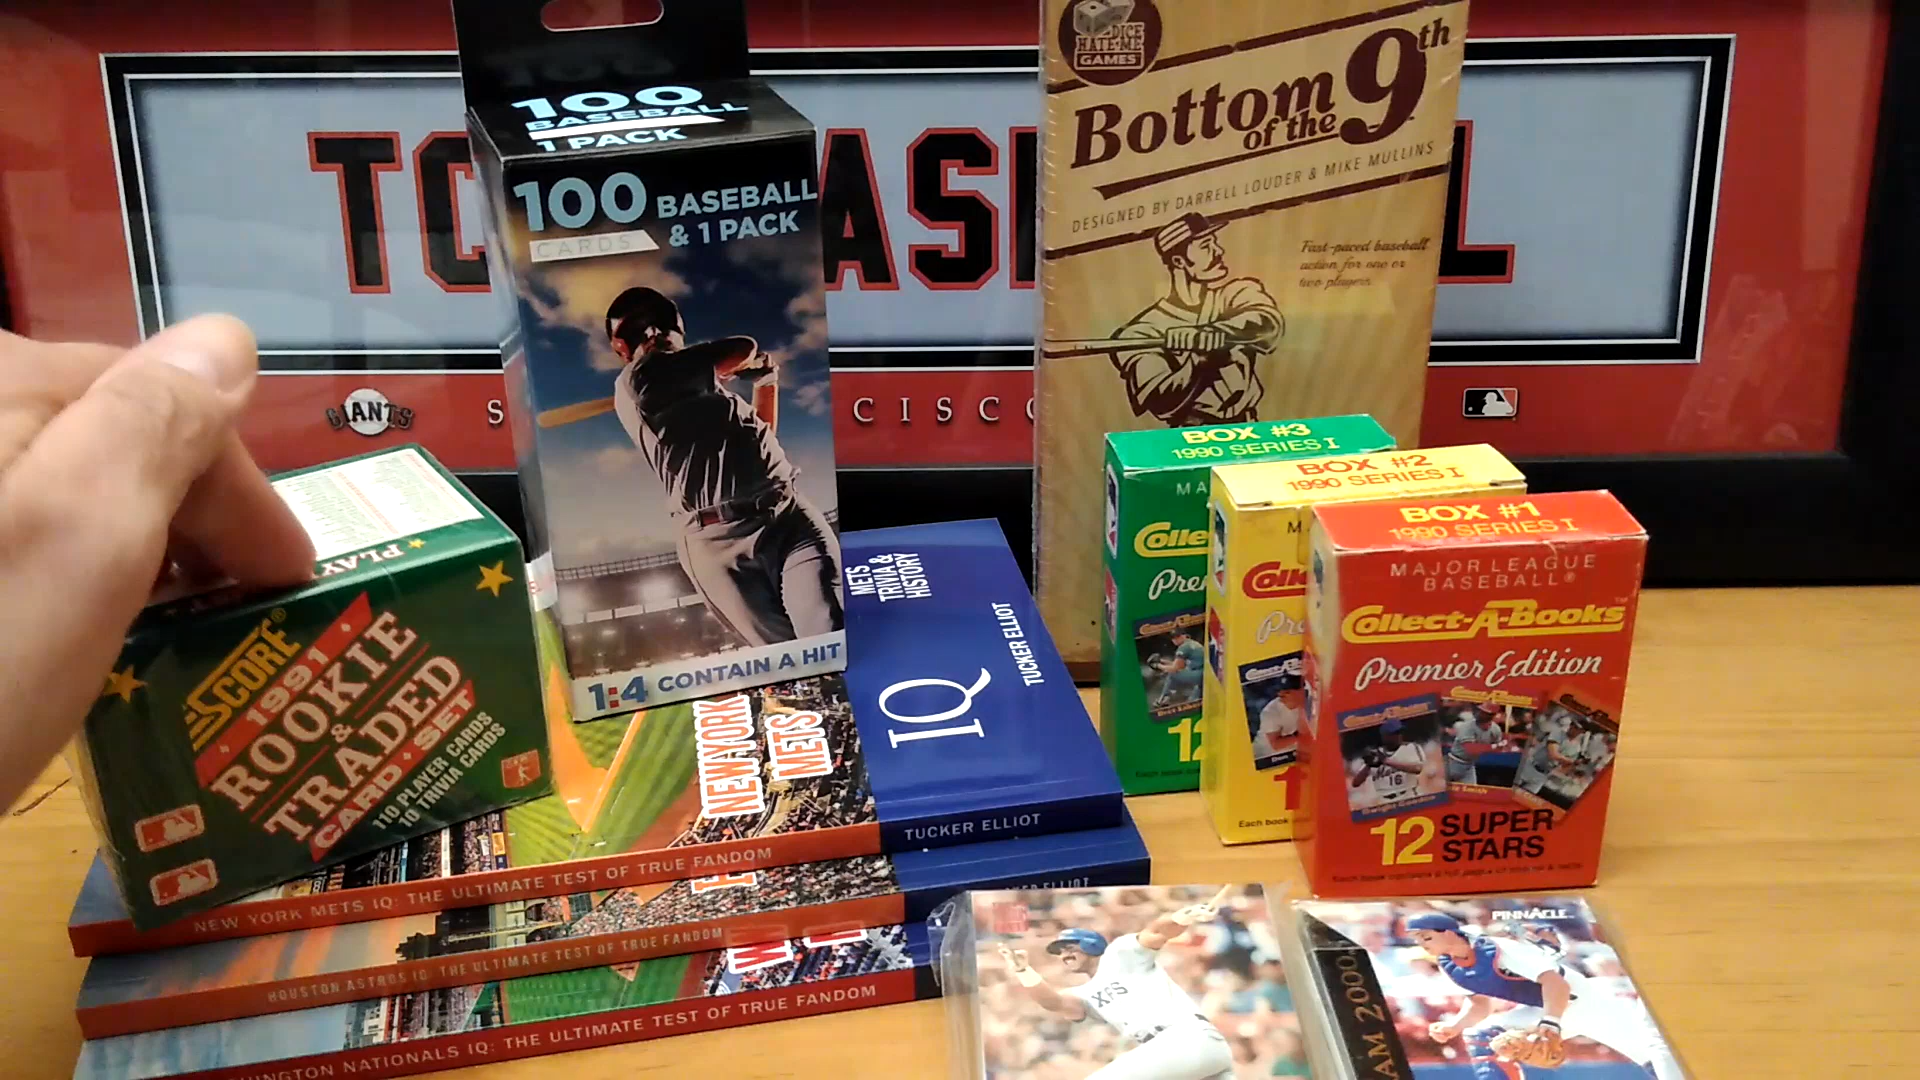 100
BASEBALL
1 PACK
100 BASEBALL
CARDS & 1 PACK
1:4 CONTAIN A HIT
DICE
HATE ME
GAMES
Bottom
of the
9th
DESIGNED BY DARRELL LOUDER & MIKE MULLINS
Fast-paced baseball
action for one or
two players.
GIANTS
BOX #3
1990 SERIES I
BOX #2
1990 SERIES I
BOX #1
1990 SERIES I
MAJOR LEAGUE
BASEBALL®
Collect-A-Books™
Premier Edition
12 SUPER
STARS
SCORE®
1991
ROOKIE
&
TRADED
CARD • SET
110 PLAYER CARDS
10 TRIVIA CARDS
METS
TRIVIA &
HISTORY
IQ
TUCKER ELLIOT
NEW YORK
METS
TUCKER ELLIOT
NEW YORK METS IQ: THE ULTIMATE TEST OF TRUE FANDOM
HOUSTON ASTROS IQ: THE ULTIMATE TEST OF TRUE FANDOM
NATIONALS IQ: THE ULTIMATE TEST OF TRUE FANDOM
PINNACLE